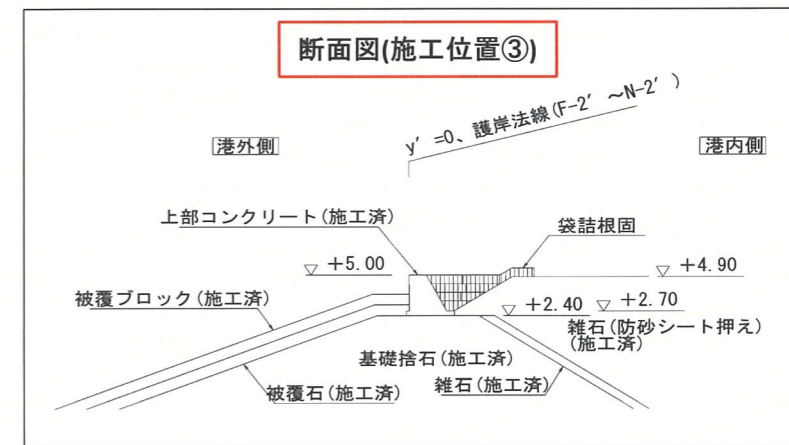 断面図(施工位置③)
y′=0、護岸法線(F-2′~N-2′)
港外側
港内側
上部コンクリート(施工済)
袋詰根固
▽ +5.00
▽ +4.90
被覆ブロック(施工済)
▽ +2.40
▽ +2.70
雑石(防砂シート押え)
(施工済)
基礎捨石(施工済)
被覆石(施工済)
雑石(施工済)